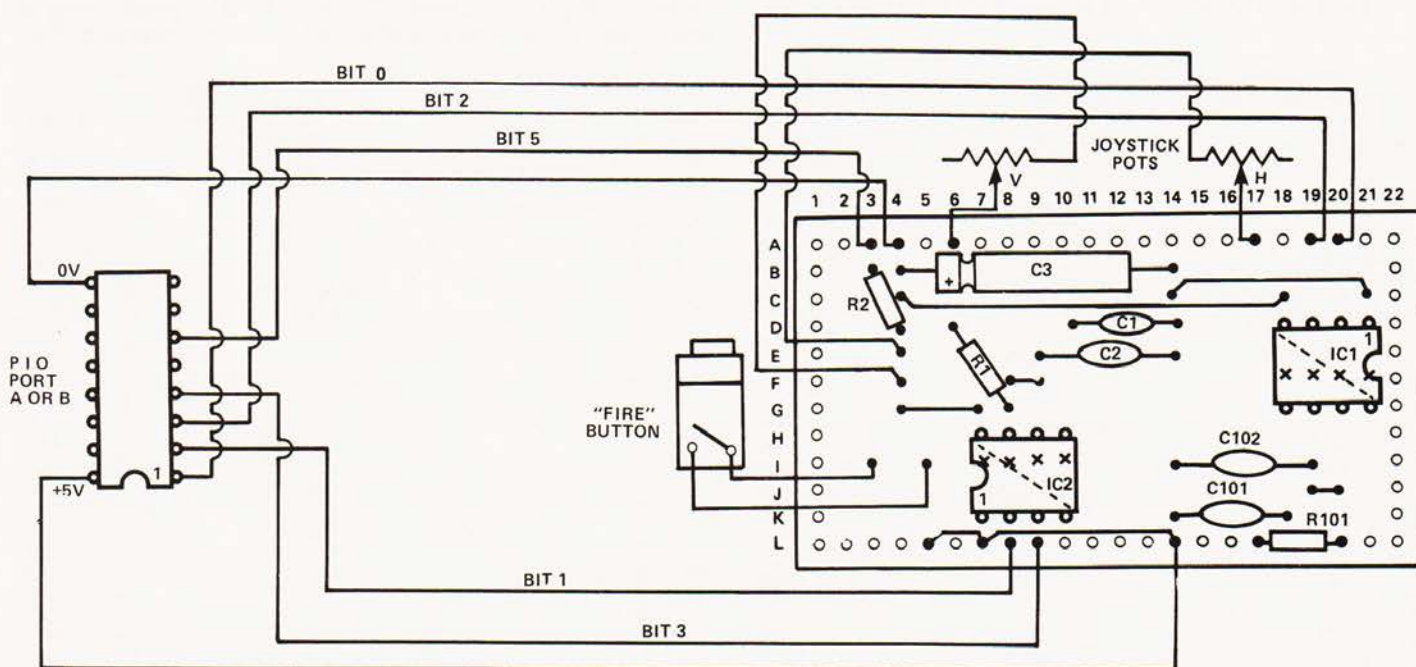 BIT 0
BIT 2
BIT 5
JOYSTICK
POTS
V
H
1 2 3 4 5 6 7 8 9 10 11 12 13 14 15 16 17 18 19 20 21 22
0V
PIO
PORT
A OR B
1
+5V
"FIRE"
BUTTON
A
B
C
D
E
F
G
H
I
J
K
L
+
C3
R2
C1
C2
R1
1
IC1
IC2
1
C102
C101
R101
BIT 1
BIT 3